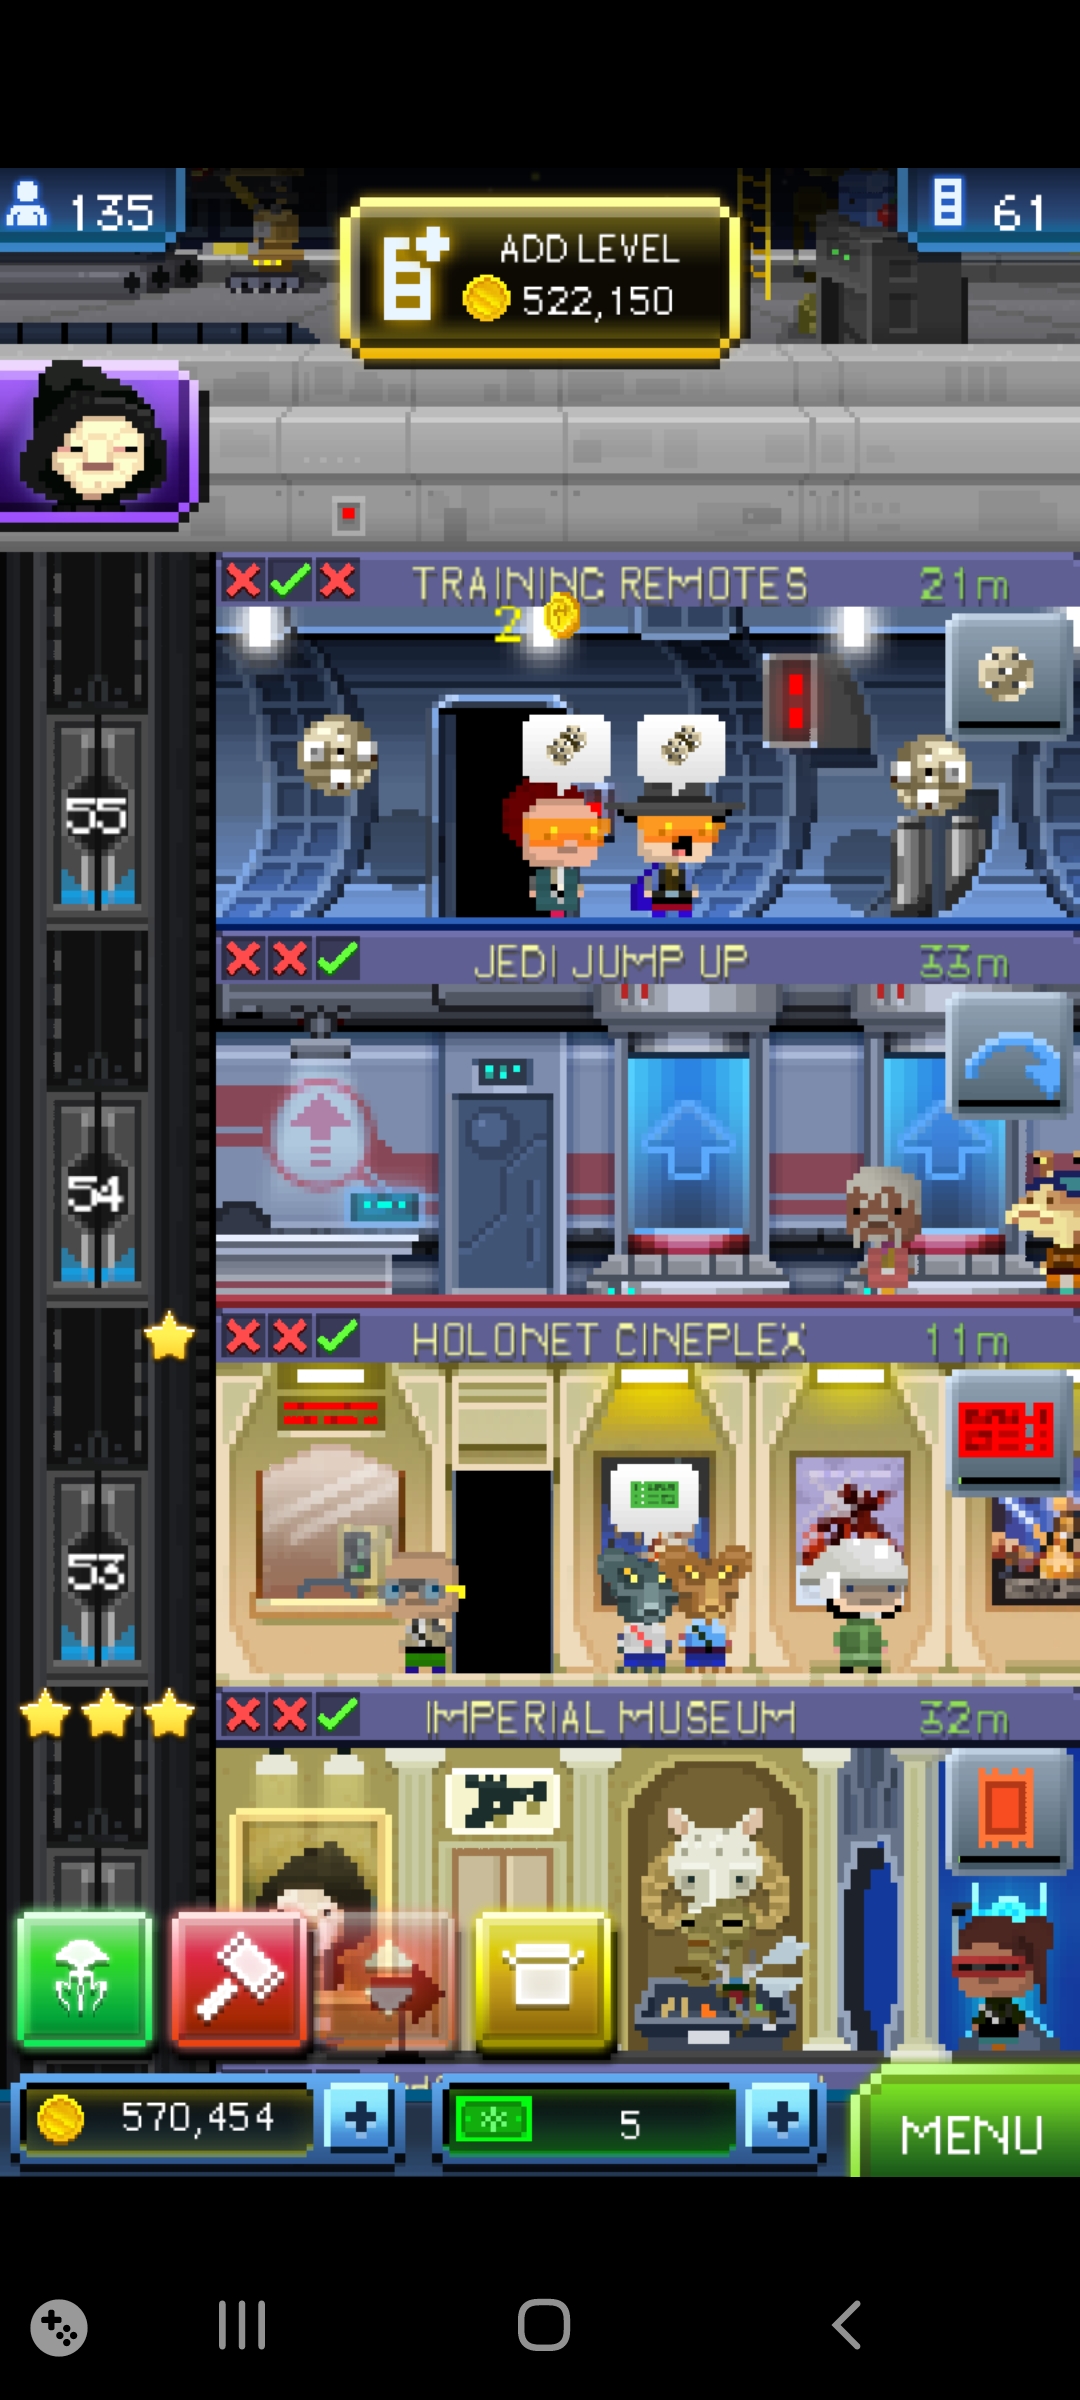 135
ADD LEVEL
522,150
61
TRAINING REMOTES
21m
2
55
JEDI JUMP UP
33m
54
HOLONET CINEPLEX
11m
53
IMPERIAL MUSEUM
32m
570,454
5
MENU